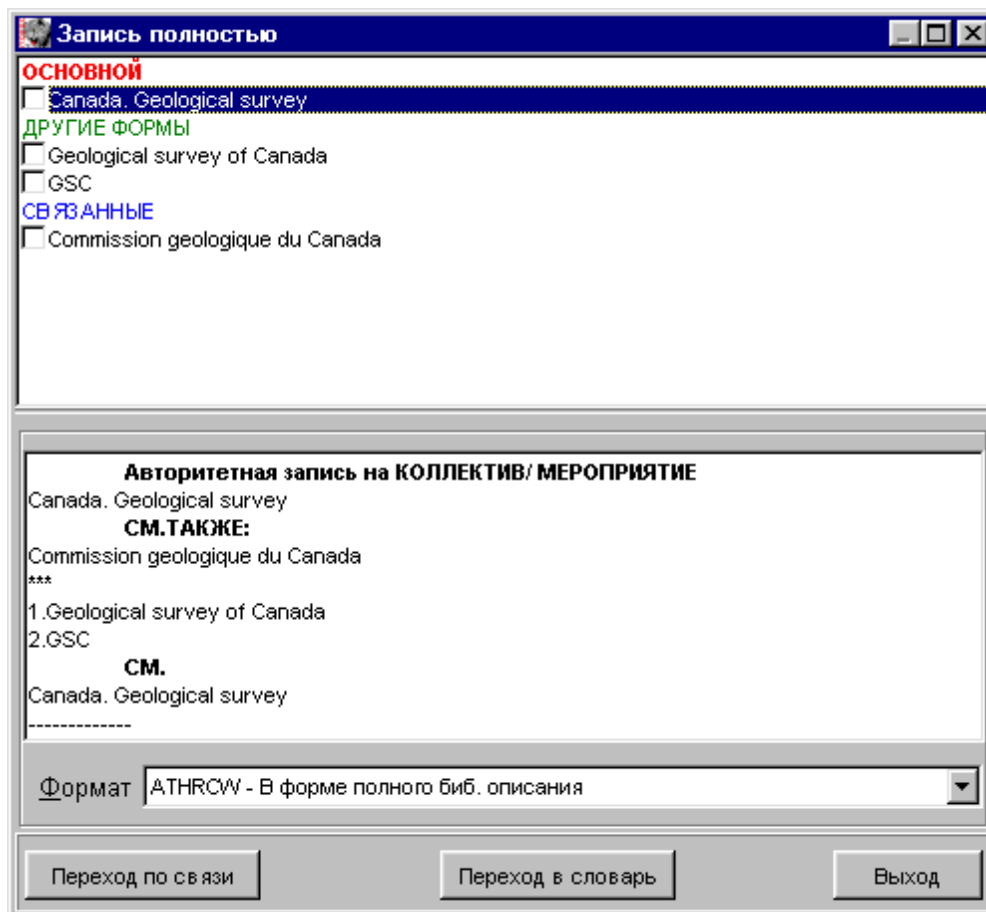 Запись полностью
ОСНОВНОЙ
Canada. Geological survey
ДРУГИЕ ФОРМЫ
Geological survey of Canada
GSC
СВЯЗАННЫЕ
Commission geologique du Canada
Авторитетная запись на КОЛЛЕКТИВ/ МЕРОПРИЯТИЕ
Canada. Geological survey
СМ.ТАКЖЕ:
Commission geologique du Canada
***
1.Geological survey of Canada
2.GSC
СМ.
Canada. Geological survey
-------------
Формат ATHRCW - В форме полного биб. описания
Переход по связи Переход в словарь Выход